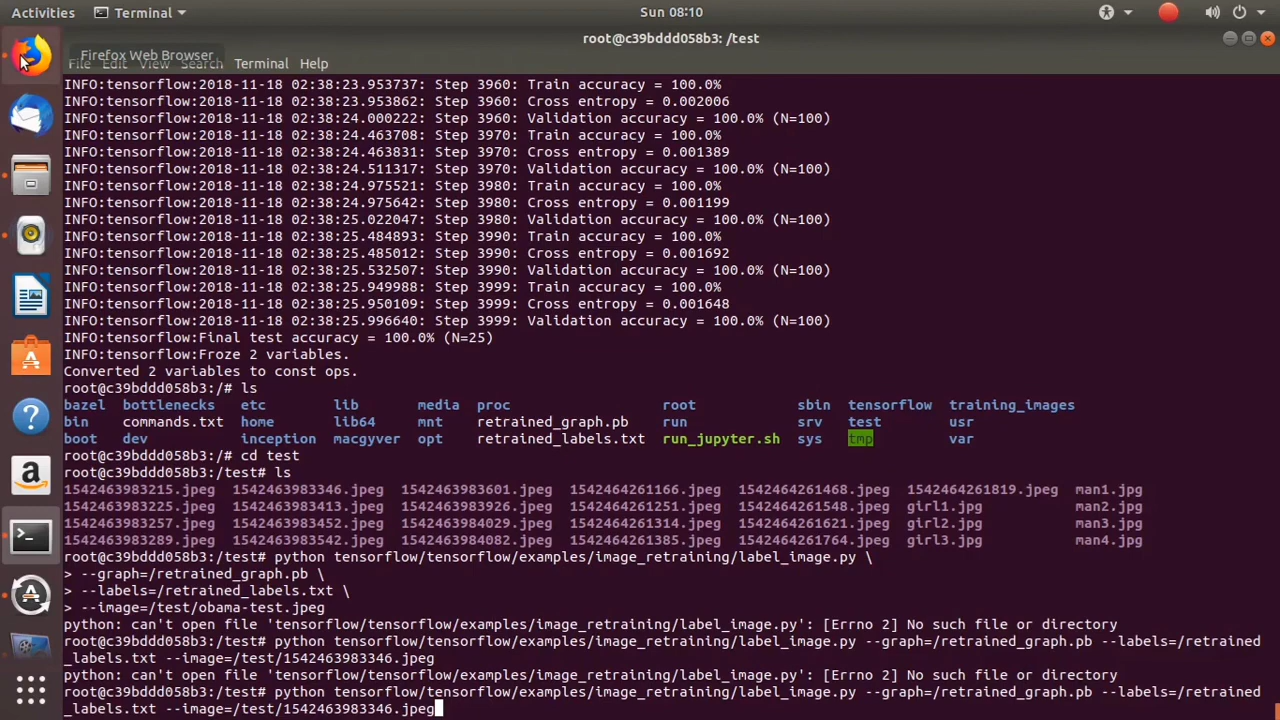 Activities Terminal Sun 08:10
root@c39bddd058b3: /test
Firefox Web Browser
File Edit View Search Terminal Help
INFO:tensorflow:2018-11-18 02:38:23.953737: Step 3960: Train accuracy = 100.0%
INFO:tensorflow:2018-11-18 02:38:23.953862: Step 3960: Cross entropy = 0.002006
INFO:tensorflow:2018-11-18 02:38:24.000222: Step 3960: Validation accuracy = 100.0% (N=100)
INFO:tensorflow:2018-11-18 02:38:24.463708: Step 3970: Train accuracy = 100.0%
INFO:tensorflow:2018-11-18 02:38:24.463831: Step 3970: Cross entropy = 0.001389
INFO:tensorflow:2018-11-18 02:38:24.511317: Step 3970: Validation accuracy = 100.0% (N=100)
INFO:tensorflow:2018-11-18 02:38:24.975521: Step 3980: Train accuracy = 100.0%
INFO:tensorflow:2018-11-18 02:38:24.975642: Step 3980: Cross entropy = 0.001199
INFO:tensorflow:2018-11-18 02:38:25.022047: Step 3980: Validation accuracy = 100.0% (N=100)
INFO:tensorflow:2018-11-18 02:38:25.484893: Step 3990: Train accuracy = 100.0%
INFO:tensorflow:2018-11-18 02:38:25.485012: Step 3990: Cross entropy = 0.001692
INFO:tensorflow:2018-11-18 02:38:25.532507: Step 3990: Validation accuracy = 100.0% (N=100)
INFO:tensorflow:2018-11-18 02:38:25.949988: Step 3999: Train accuracy = 100.0%
INFO:tensorflow:2018-11-18 02:38:25.950109: Step 3999: Cross entropy = 0.001648
INFO:tensorflow:2018-11-18 02:38:25.996640: Step 3999: Validation accuracy = 100.0% (N=100)
INFO:tensorflow:Final test accuracy = 100.0% (N=25)
INFO:tensorflow:Froze 2 variables.
Converted 2 variables to const ops.
root@c39bddd058b3:/# ls
bazel bottlenecks etc lib media proc root sbin tensorflow training_images
bin commands.txt home lib64 mnt retrained_graph.pb run srv test usr
boot dev inception macgyver opt retrained_labels.txt run_jupyter.sh sys tmp var
root@c39bddd058b3:/# cd test
root@c39bddd058b3:/test# ls
1542463983215.jpeg 1542463983346.jpeg 1542463983601.jpeg 1542464261166.jpeg 1542464261468.jpeg 1542464261819.jpeg man1.jpg
1542463983225.jpeg 1542463983413.jpeg 1542463983926.jpeg 1542464261251.jpeg 1542464261548.jpeg girl1.jpg man2.jpg
1542463983257.jpeg 1542463983452.jpeg 1542463984029.jpeg 1542464261314.jpeg 1542464261621.jpeg girl2.jpg man3.jpg
1542463983289.jpeg 1542463983542.jpeg 1542463984082.jpeg 1542464261385.jpeg 1542464261764.jpeg girl3.jpg man4.jpg
root@c39bddd058b3:/test# python tensorflow/tensorflow/examples/image_retraining/label_image.py \
> --graph=/retrained_graph.pb \
> --labels=/retrained_labels.txt \
> --image=/test/obama-test.jpeg
python: can't open file 'tensorflow/tensorflow/examples/image_retraining/label_image.py': [Errno 2] No such file or directory
root@c39bddd058b3:/test# python tensorflow/tensorflow/examples/image_retraining/label_image.py --graph=/retrained_graph.pb --labels=/retrained
_labels.txt --image=/test/1542463983346.jpeg
python: can't open file 'tensorflow/tensorflow/examples/image_retraining/label_image.py': [Errno 2] No such file or directory
root@c39bddd058b3:/test# python tensorflow/tensorflow/examples/image_retraining/label_image.py --graph=/retrained_graph.pb --labels=/retrained
_labels.txt --image=/test/1542463983346.jpeg